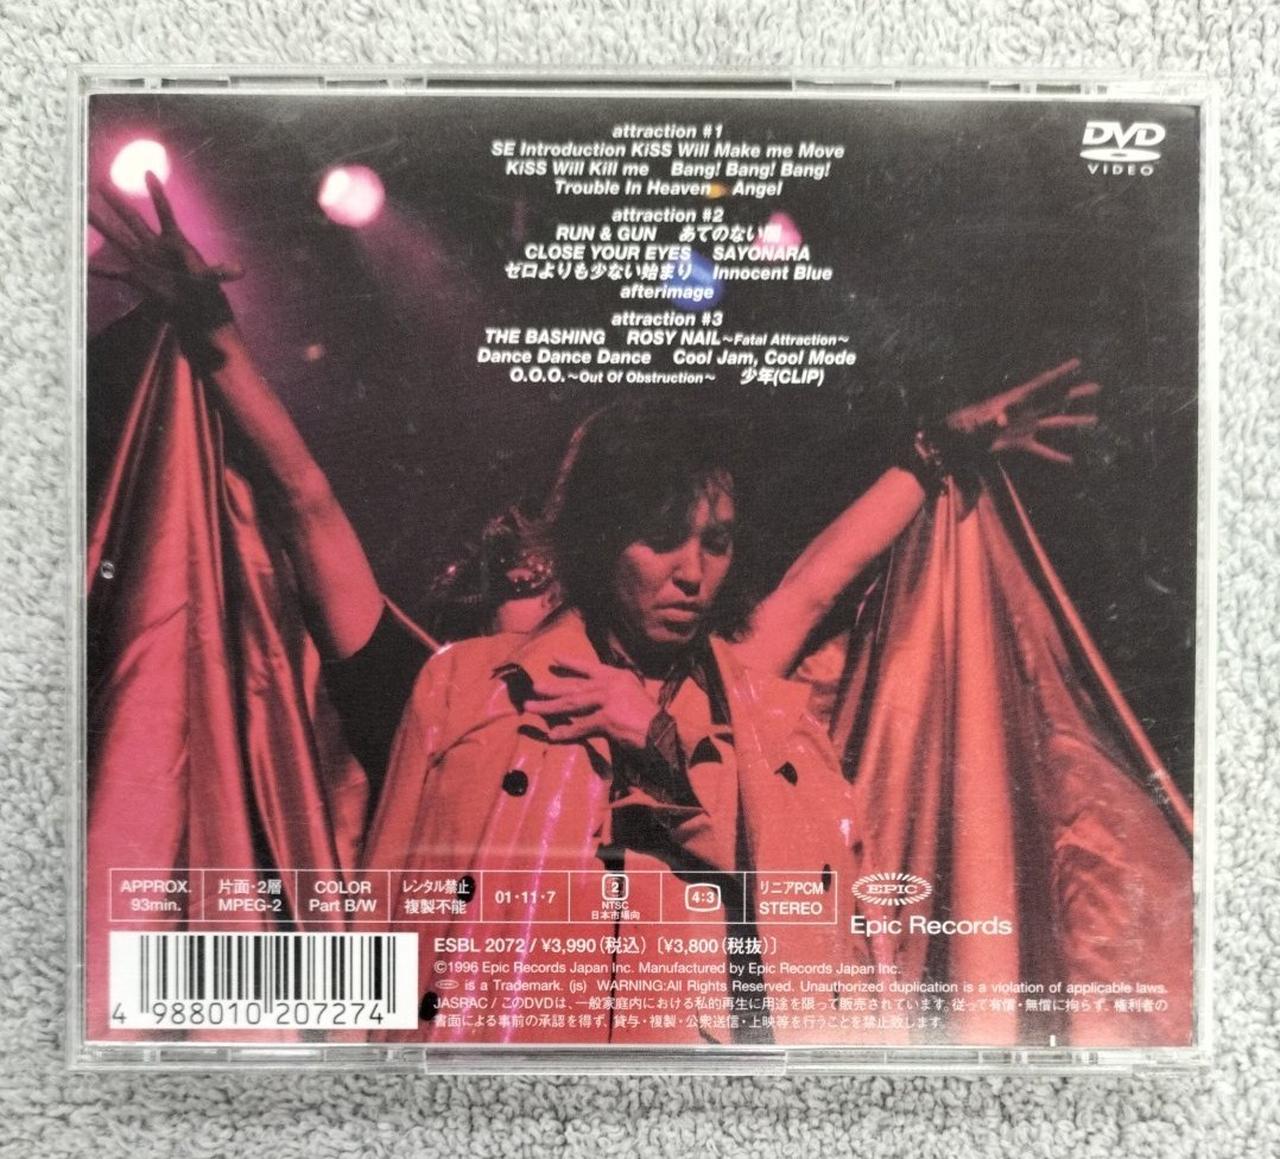 attraction #1
SE Introduction KiSS Will Make me Move
KiSS Will Kill me Bang! Bang! Bang!
Trouble In Heaven Angel
attraction #2
RUN & GUN あてのない闇
CLOSE YOUR EYES SAYONARA
ゼロよりも少ない始まり Innocent Blue
afterimage
attraction #3
THE BASHING ROSY NAIL~Fatal Attraction~
Dance Dance Dance Cool Jam, Cool Mode
O.O.O.~Out Of Obstruction~ 少年(CLIP)
DVD
VIDEO
APPROX. 93min.
片面・2層 MPEG-2
COLOR Part B/W
レンタル禁止 複製不能
01・11・7
2 NTSC 日本市場向
4:3
リニアPCM STEREO
EPIC
Epic Records
ESBL 2072 / ¥3,990(税込)〔¥3,800(税抜)〕
©1996 Epic Records Japan Inc. Manufactured by Epic Records Japan Inc.
EPIC is a Trademark. (js) WARNING:All Rights Reserved. Unauthorized duplication is a violation of applicable laws.
JASRAC / このDVDは、一般家庭内における私的再生に用途を限って販売されています。従って有償・無償に拘らず、権利者の
書面による事前の承認を得ず、貸与・複製・公衆送信・上映等を行うことを禁止致します。
4 988010 207274